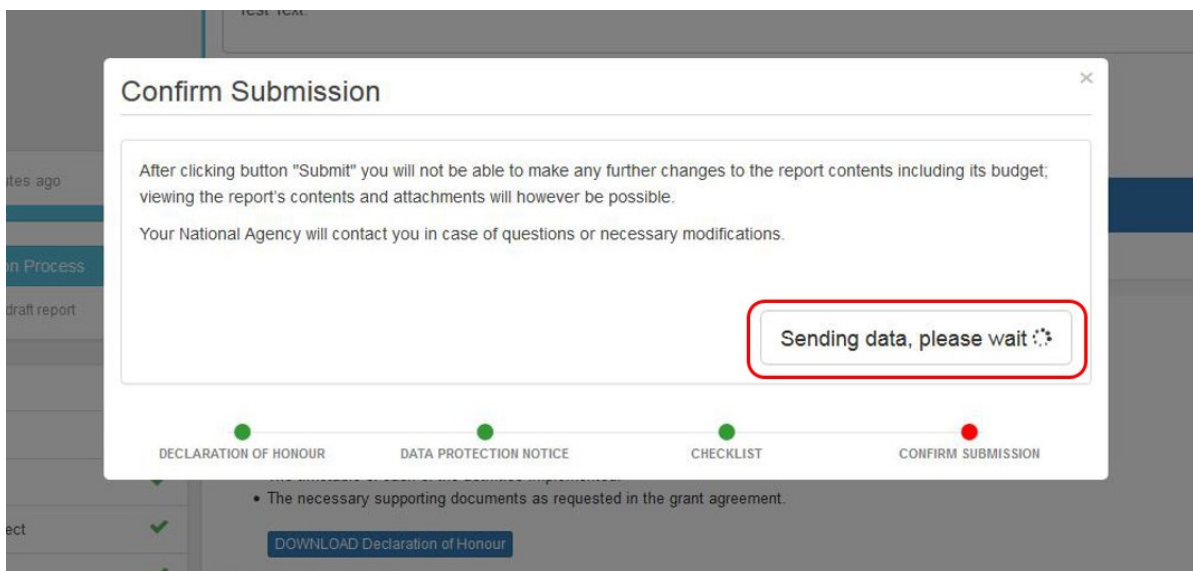 Test Text.
Confirm Submission
×
After clicking button "Submit" you will not be able to make any further changes to the report contents including its budget;
viewing the report's contents and attachments will however be possible.
Your National Agency will contact you in case of questions or necessary modifications.
ago
Process
draft report
Sending data, please wait
DECLARATION OF HONOUR
DATA PROTECTION NOTICE
CHECKLIST
CONFIRM SUBMISSION
• The necessary supporting documents as requested in the grant agreement.
DOWNLOAD Declaration of Honour